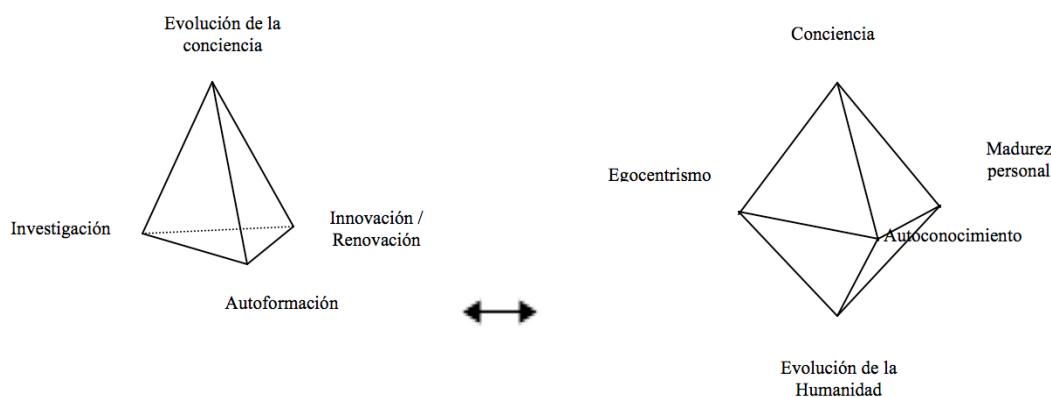 Evolución de la
conciencia
Investigación
Innovación /
Renovación
Autoformación
Conciencia
Egocentrismo
Madurez
personal
Autoconocimiento
Evolución de la
Humanidad